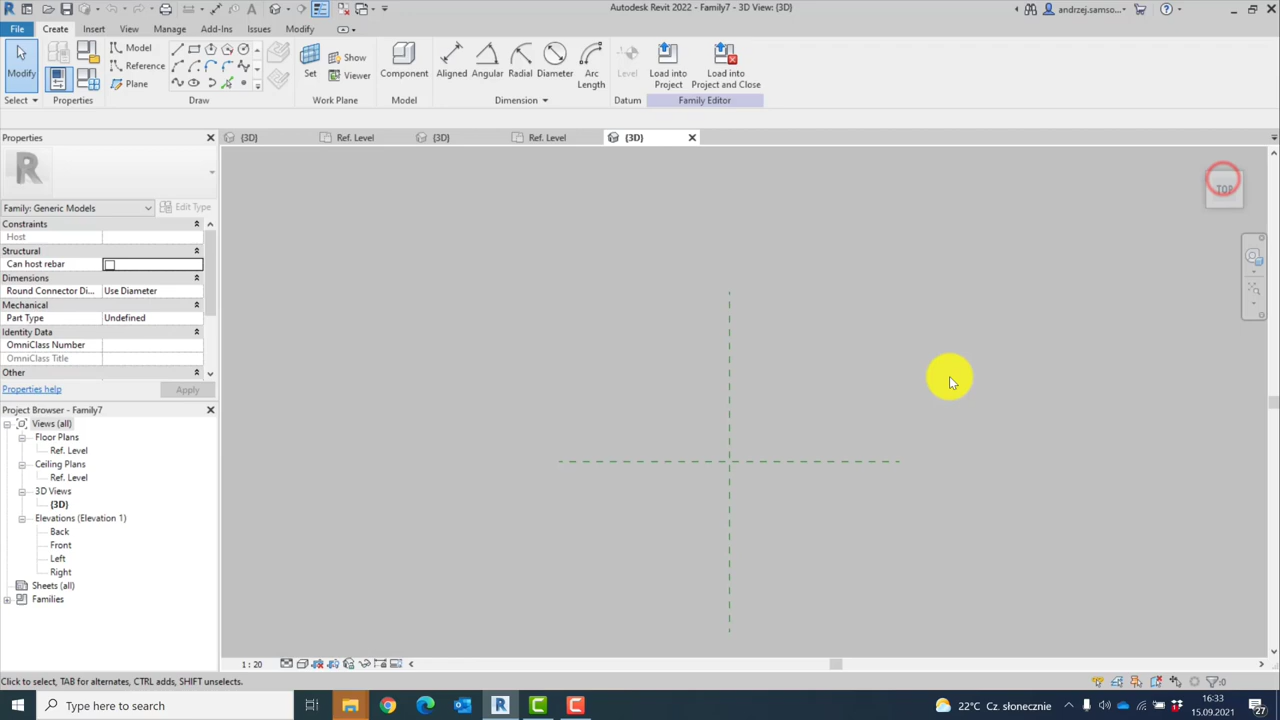 Autodesk Revit 2022 - Family7 - 3D View: {3D}
andrzej.samso...
File Create Insert View Manage Add-Ins Issues Modify
Modify
Model
Reference
Plane
Set
Show
Viewer
Component
Aligned Angular Radial Diameter Arc Length
Level
Load into Project
Load into Project and Close
Select Properties Draw Work Plane Model Dimension Datum Family Editor
Properties
{3D} Ref. Level {3D} Ref. Level {3D}
TOP
Family: Generic Models Edit Type
Constraints
Host
Structural
Can host rebar
Dimensions
Round Connector Di... Use Diameter
Mechanical
Part Type Undefined
Identity Data
OmniClass Number
OmniClass Title
Other
Properties help Apply
Project Browser - Family7
Views (all)
Floor Plans
Ref. Level
Ceiling Plans
Ref. Level
3D Views
{3D}
Elevations (Elevation 1)
Back
Front
Left
Right
Sheets (all)
Families
1 : 20
Click to select, TAB for alternates, CTRL adds, SHIFT unselects.
:0
Type here to search
22°C Cz. słonecznie
16:33
15.09.2021
27